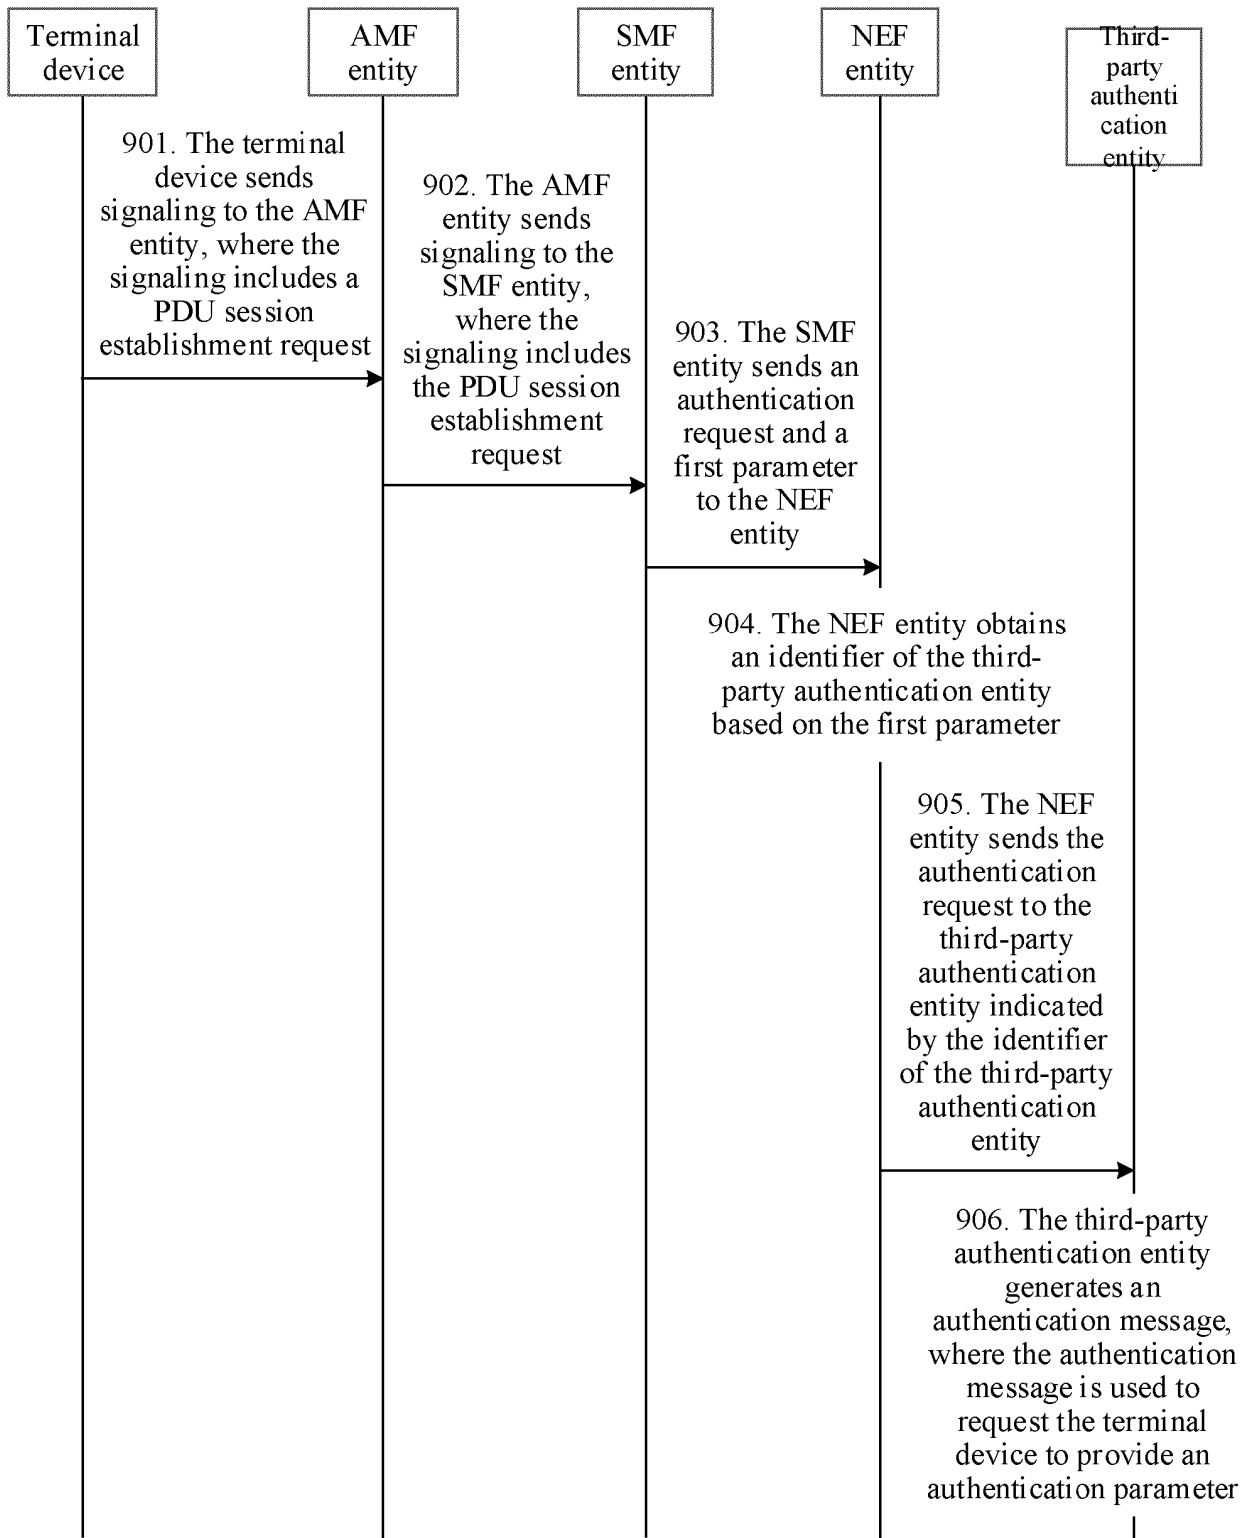 Terminal
device
AMF
entity
SMF
entity
NEF
entity
Third-
party
authenti
cation
entity
901. The terminal
device sends
signaling to the AMF
entity, where the
signaling includes a
PDU session
establishment request
902. The AMF
entity sends
signaling to the
SMF entity,
where the
signaling includes
the PDU session
establishment
request
903. The SMF
entity sends an
authentication
request and a
first parameter
to the NEF
entity
904. The NEF entity obtains
an identifier of the third-
party authentication entity
based on the first parameter
905. The NEF
entity sends the
authentication
request to the
third-party
authentication
entity indicated
by the identifier
of the third-party
authentication
entity
906. The third-party
authentication entity
generates an
authentication message,
where the authentication
message is used to
request the terminal
device to provide an
authentication parameter